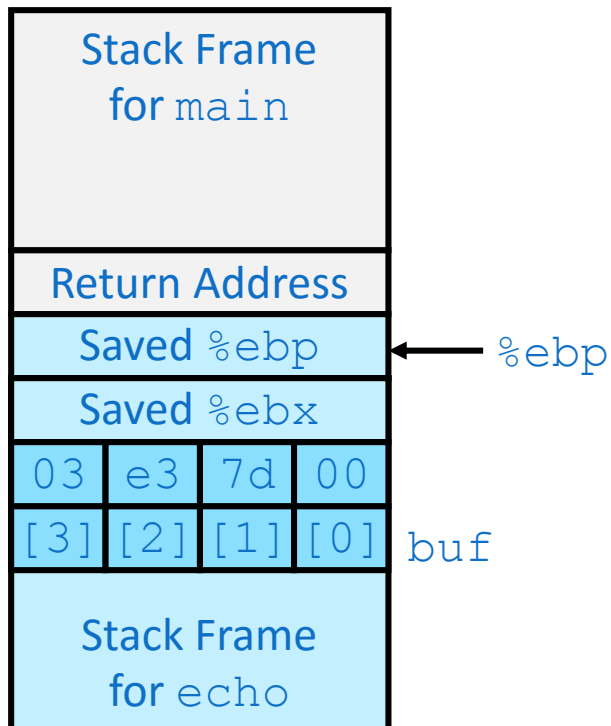 Stack Frame
for main
Return Address
Saved %ebp
%ebp
Saved %ebx
03 e3 7d 00
[3] [2] [1] [0] buf
Stack Frame
for echo